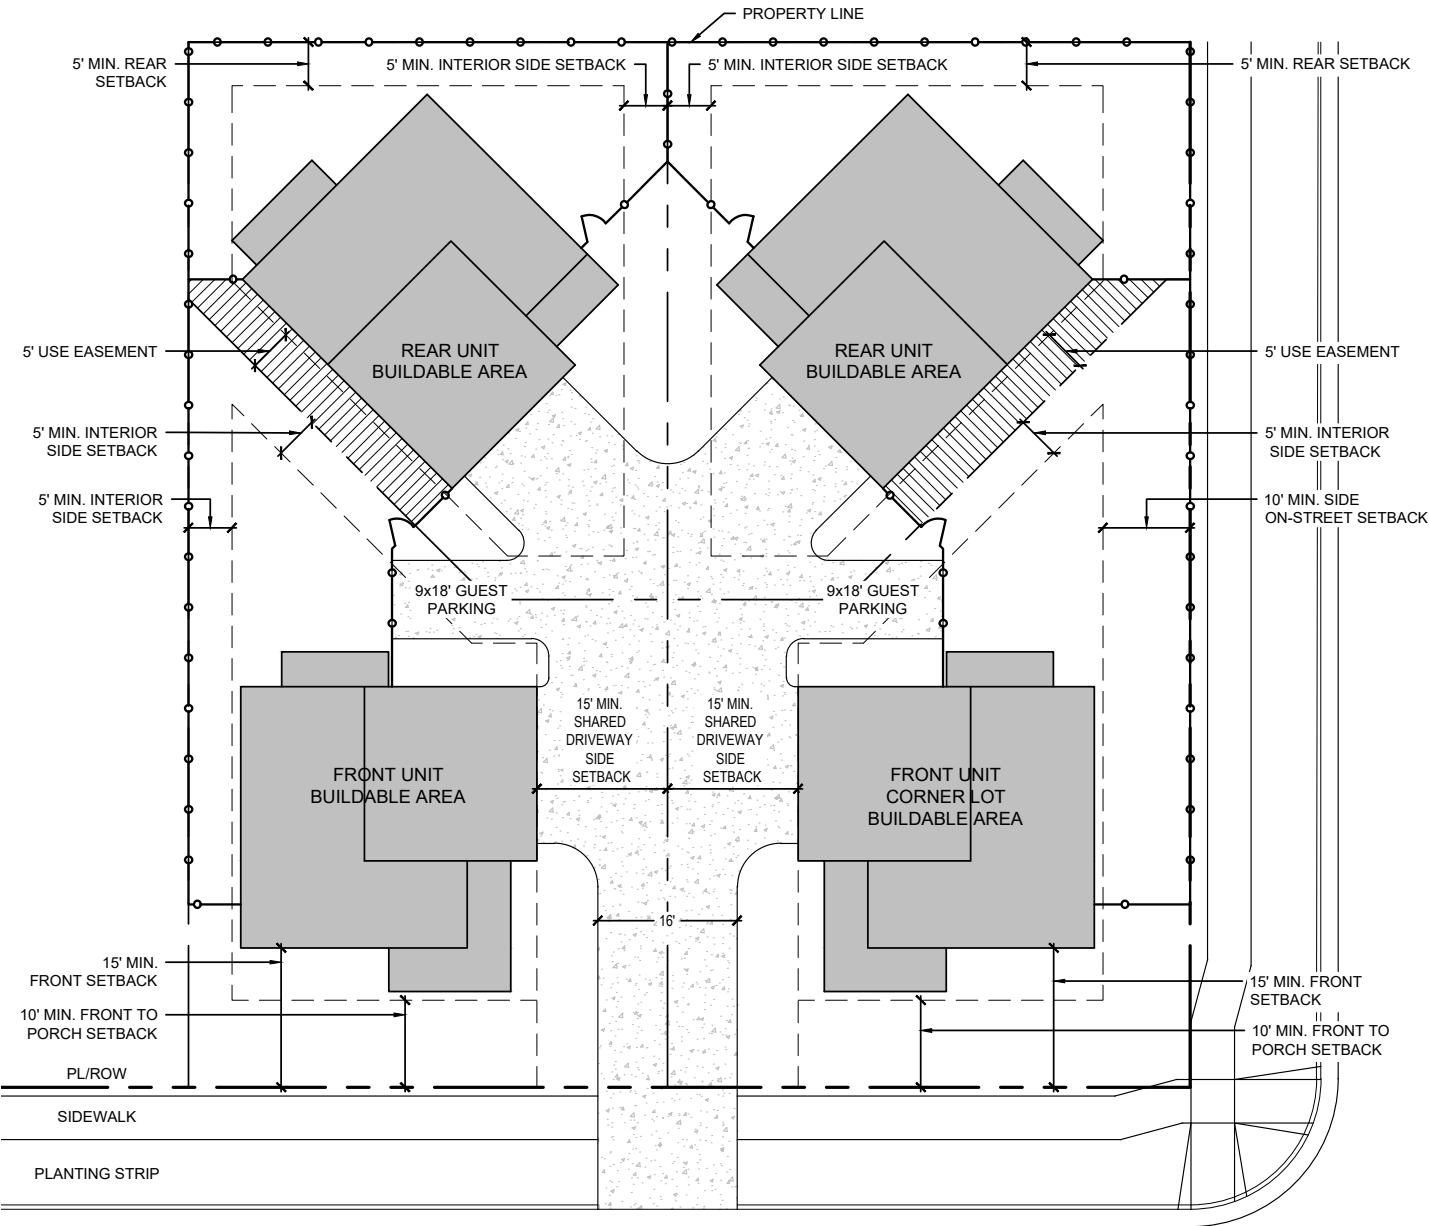 PROPERTY LINE
5' MIN. REAR
SETBACK
5' MIN. INTERIOR SIDE SETBACK
5' MIN. INTERIOR SIDE SETBACK
5' MIN. REAR SETBACK
5' USE EASEMENT
REAR UNIT
BUILDABLE AREA
REAR UNIT
BUILDABLE AREA
5' USE EASEMENT
5' MIN. INTERIOR
SIDE SETBACK
5' MIN. INTERIOR
SIDE SETBACK
5' MIN. INTERIOR
SIDE SETBACK
10' MIN. SIDE
ON-STREET SETBACK
9x18' GUEST
PARKING
9x18' GUEST
PARKING
15' MIN.
SHARED
DRIVEWAY
SIDE
SETBACK
15' MIN.
SHARED
DRIVEWAY
SIDE
SETBACK
FRONT UNIT
BUILDABLE AREA
FRONT UNIT
CORNER LOT
BUILDABLE AREA
16'
15' MIN.
FRONT SETBACK
15' MIN. FRONT
SETBACK
10' MIN. FRONT TO
PORCH SETBACK
10' MIN. FRONT TO
PORCH SETBACK
PL/ROW
SIDEWALK
PLANTING STRIP